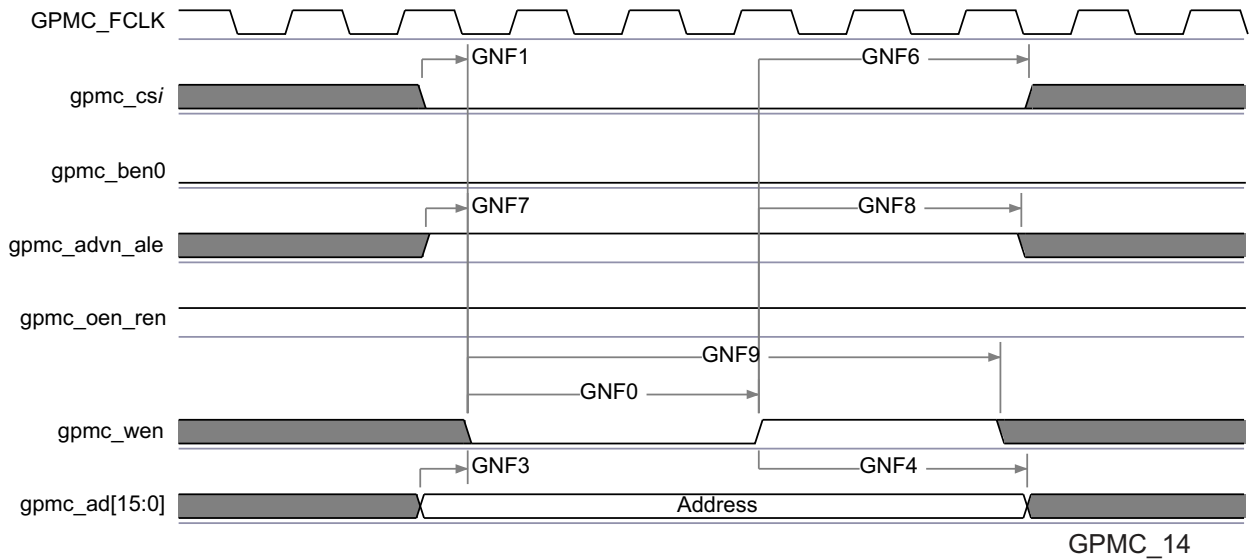 GPMC_FCLK
GNF1
GNF6
gpmc_csi
gpmc_ben0
GNF7
GNF8
gpmc_advn_ale
gpmc_oen_ren
GNF9
GNF0
gpmc_wen
GNF3
GNF4
gpmc_ad[15:0]
Address
GPMC_14